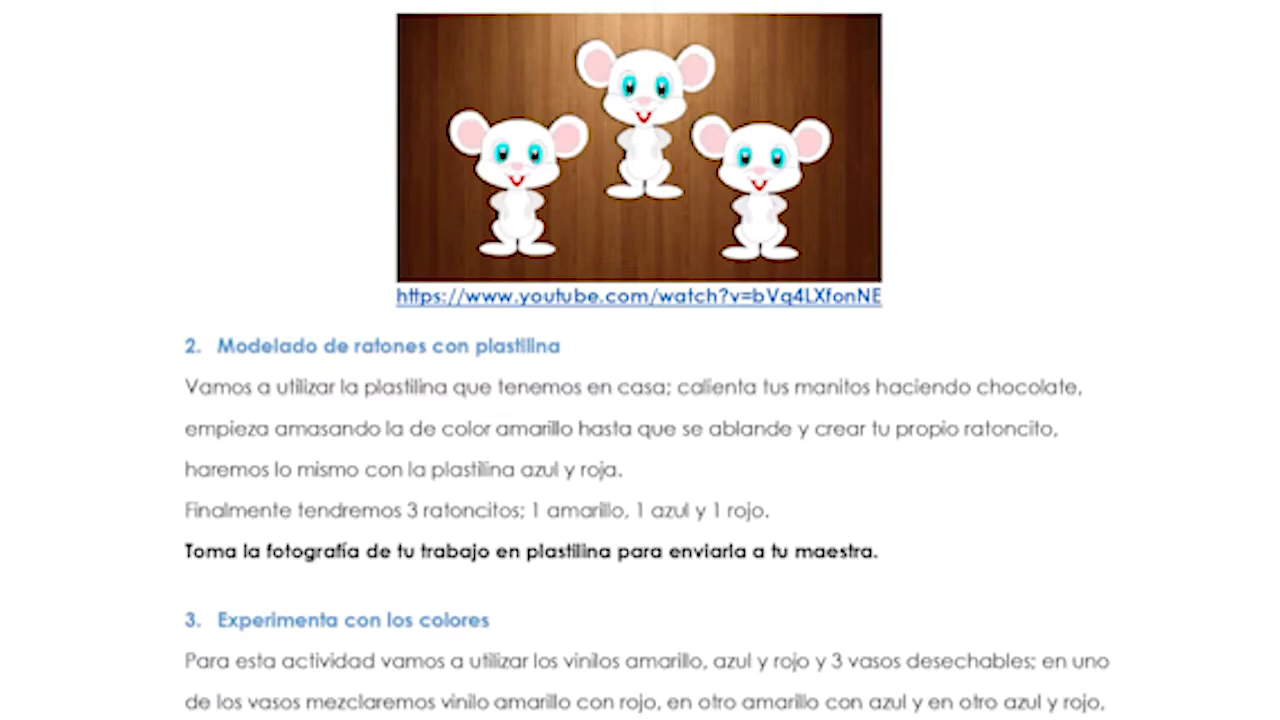 https://www.youtube.com/watch?v=bVq4LXfonNE
2. Modelado de ratones con plastilina
Vamos a utilizar la plastilina que tenemos en casa; calienta tus manitos haciendo chocolate,
empieza amasando la de color amarillo hasta que se ablande y crear tu propio ratoncito,
haremos lo mismo con la plastilina azul y roja.
Finalmente tendremos 3 ratoncitos; 1 amarillo, 1 azul y 1 rojo.
Toma la fotografía de tu trabajo en plastilina para enviarla a tu maestra.
3. Experimenta con los colores
Para esta actividad vamos a utilizar los vinilos amarillo, azul y rojo y 3 vasos desechables; en uno
de los vasos mezclaremos vinilo amarillo con rojo, en otro amarillo con azul y en otro azul y rojo,